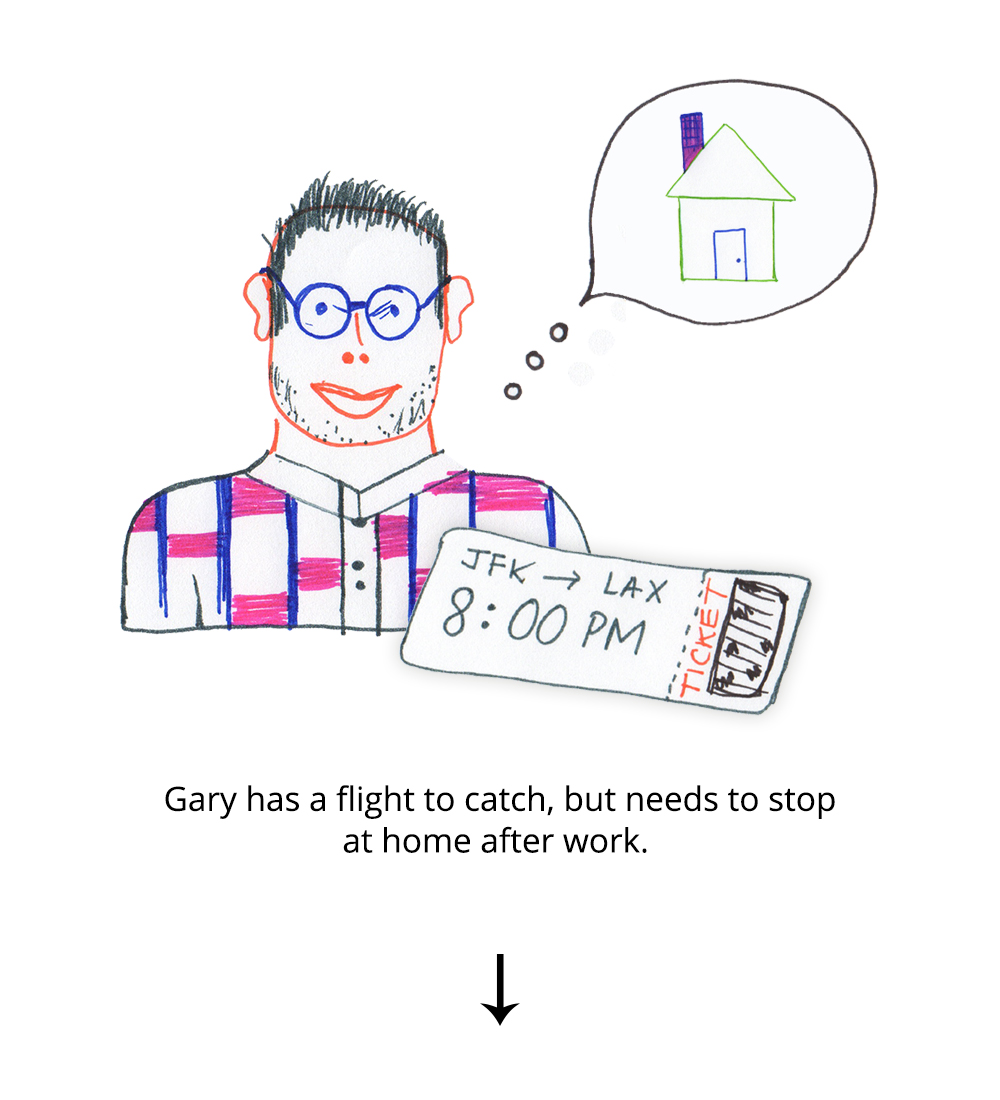 JFK → LAX
8:00 PM
TICKET
Gary has a flight to catch, but needs to stop
at home after work.